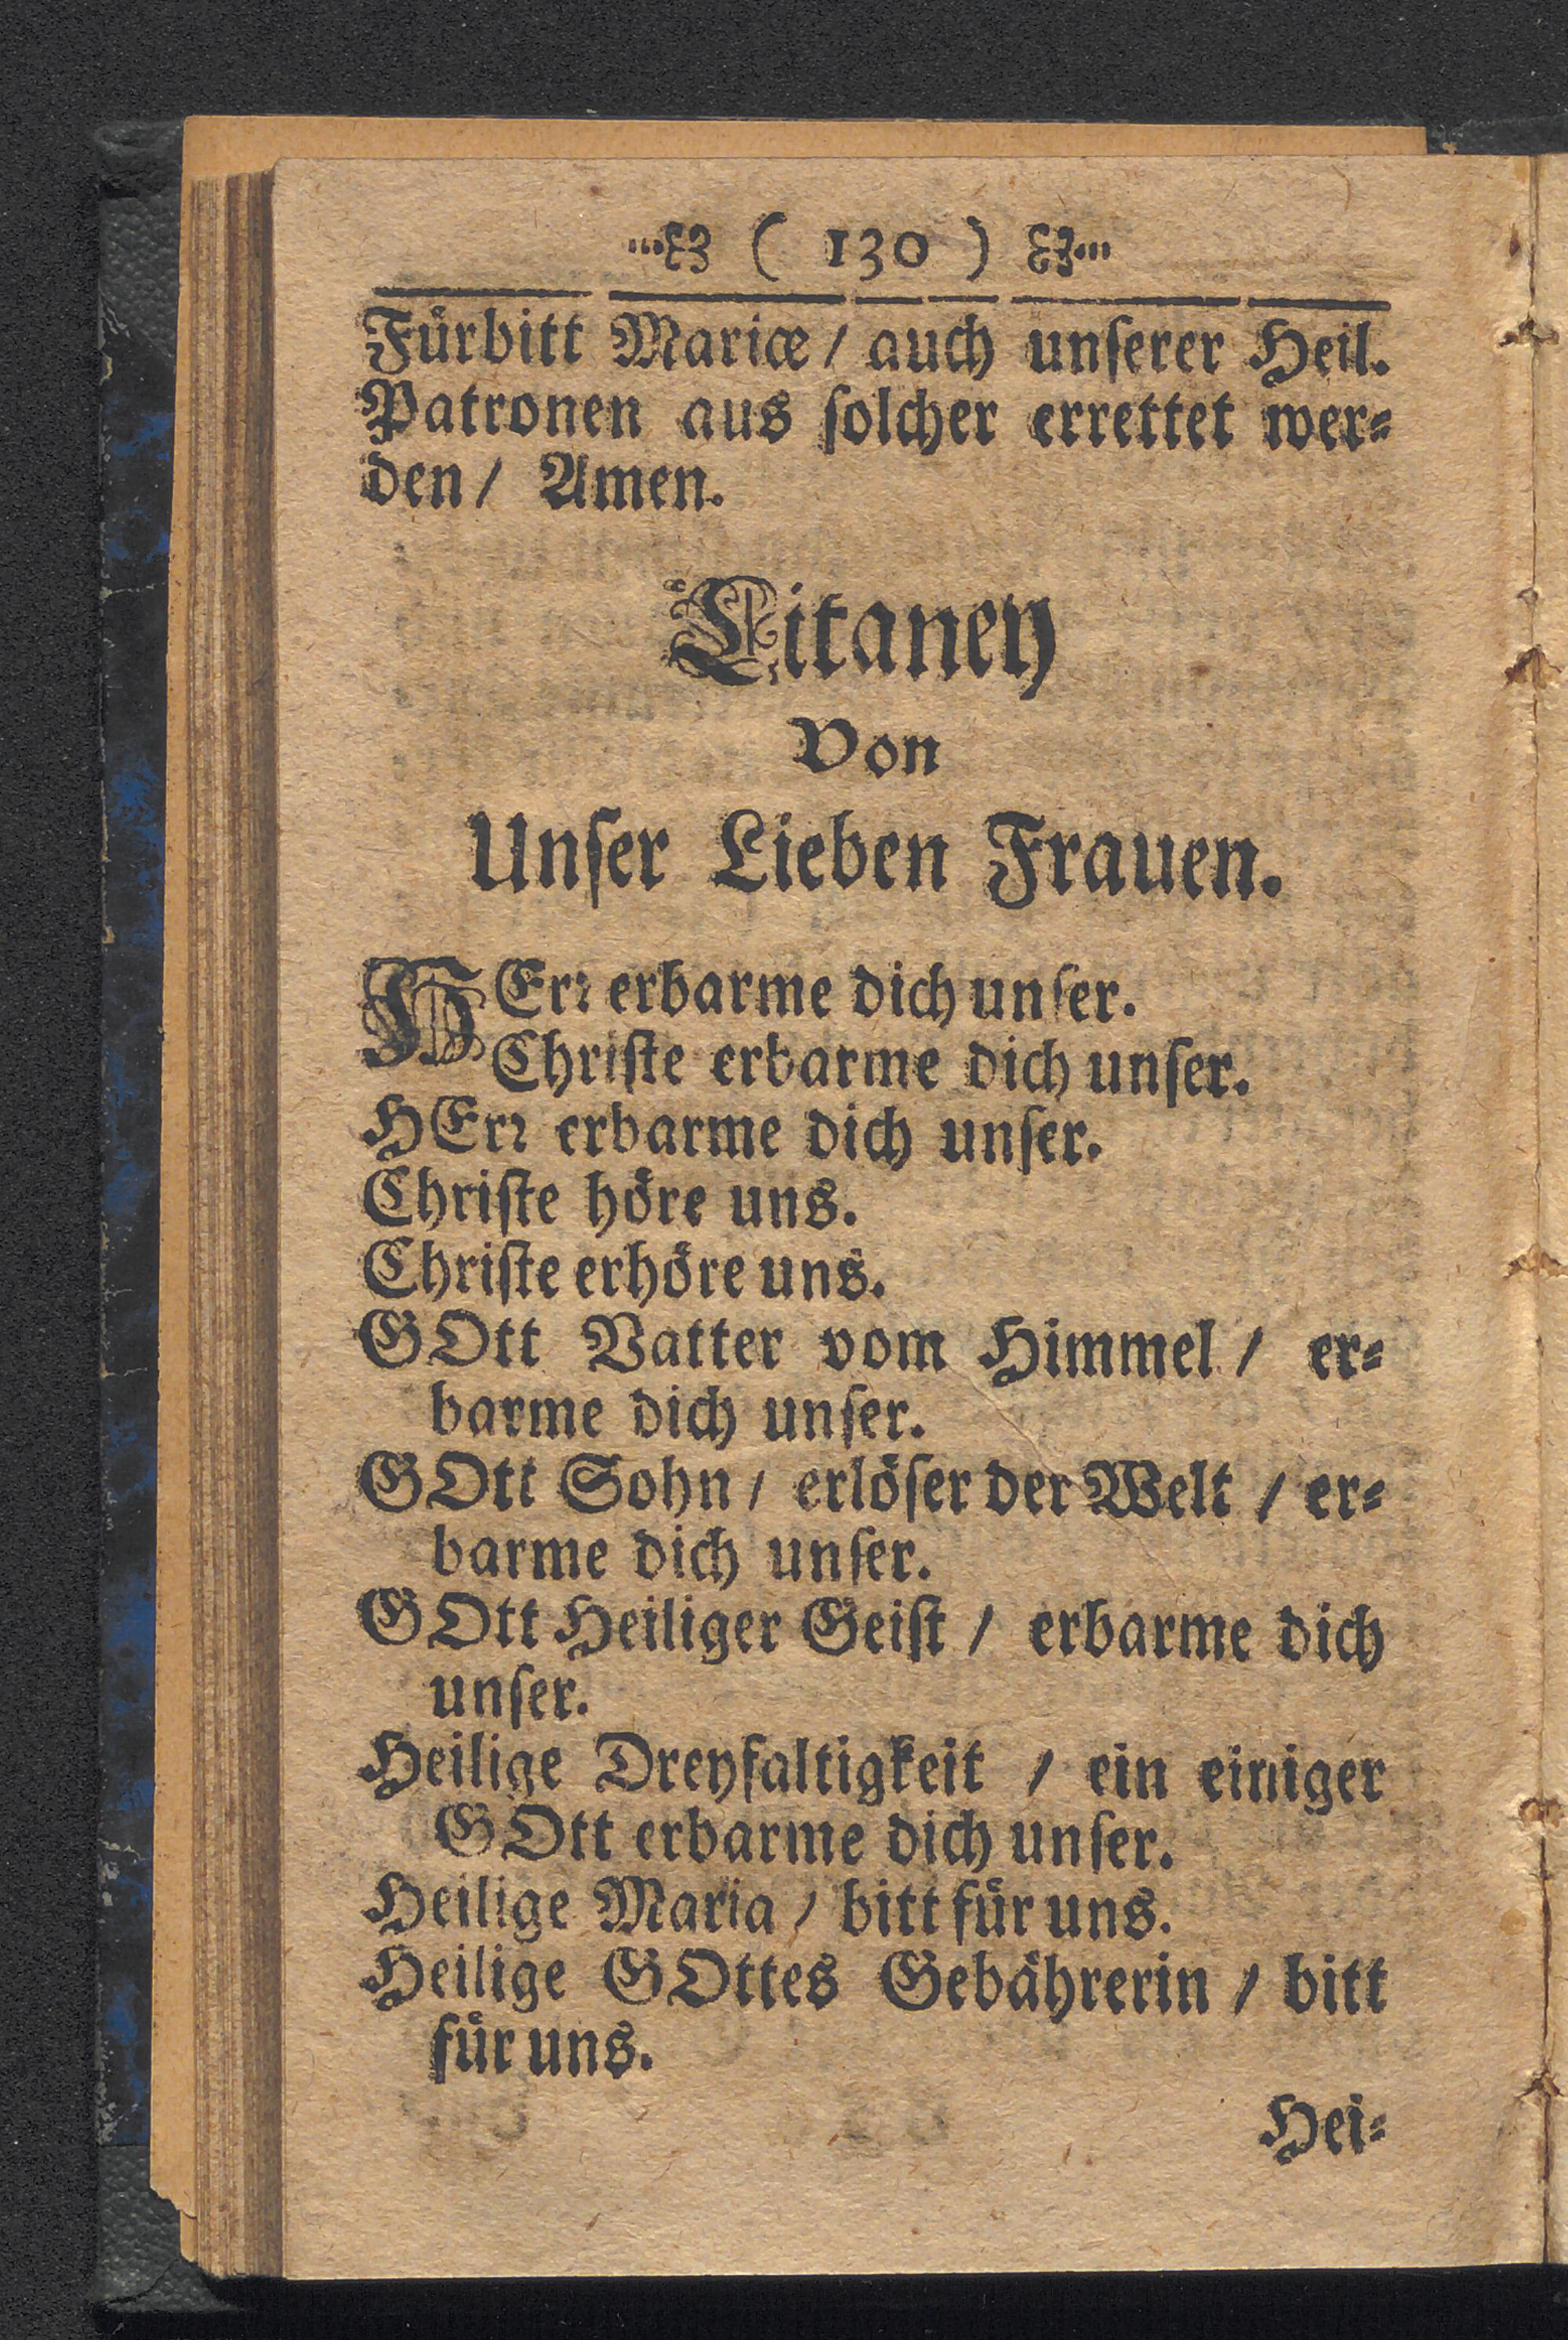 ( 130 )
Fürbitt Mariæ / auch unſerer Heil.
Patronen aus ſolcher errettet wer⸗
den / Amen.
Litaney
Von
Unſer Lieben Frauen.
HErꝛ erbarme dich unſer.
Chriſte erbarme dich unſer.
HErꝛ erbarme dich unſer.
Chriſte höre uns.
Chriſte erhöre uns.
GOtt Vatter vom Himmel / er⸗
barme dich unſer.
GOtt Sohn / erlöſer der Welt / er⸗
barme dich unſer.
GOtt Heiliger Geiſt / erbarme dich
unſer.
Heilige Dreyfaltigkeit / ein einiger
GOtt erbarme dich unſer.
Heilige Maria / bitt für uns.
Heilige GOttes Gebährerin / bitt
für uns.
Hei⸗